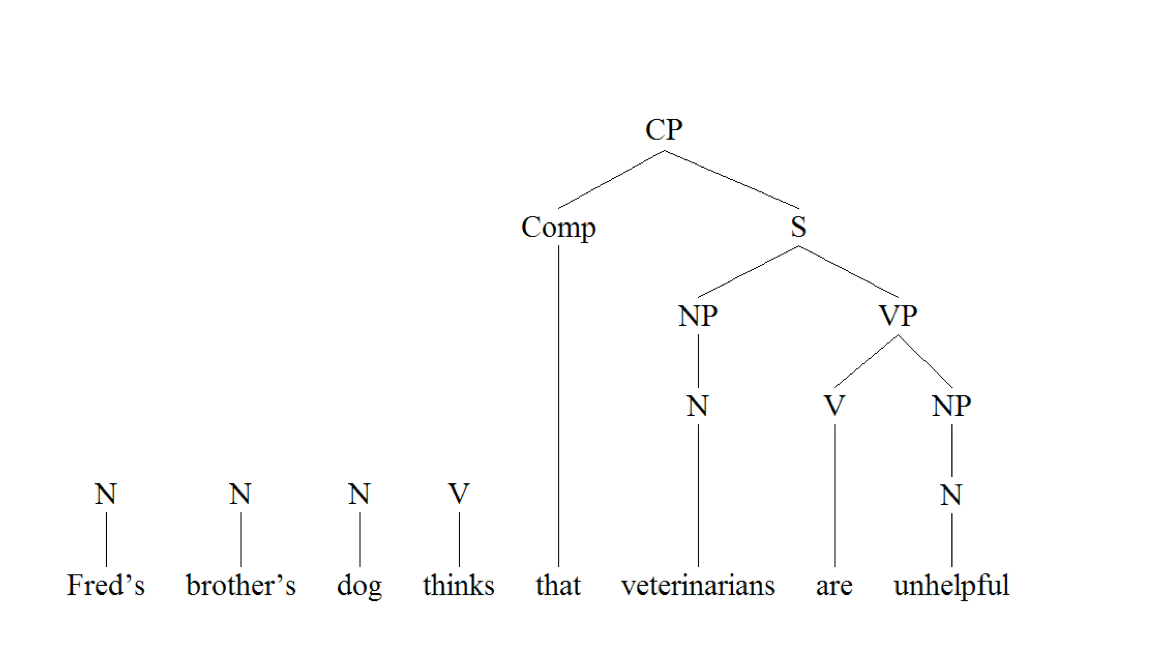 CP
Comp S
NP VP
N V NP
N N N V N
Fred’s brother’s dog thinks that veterinarians are unhelpful